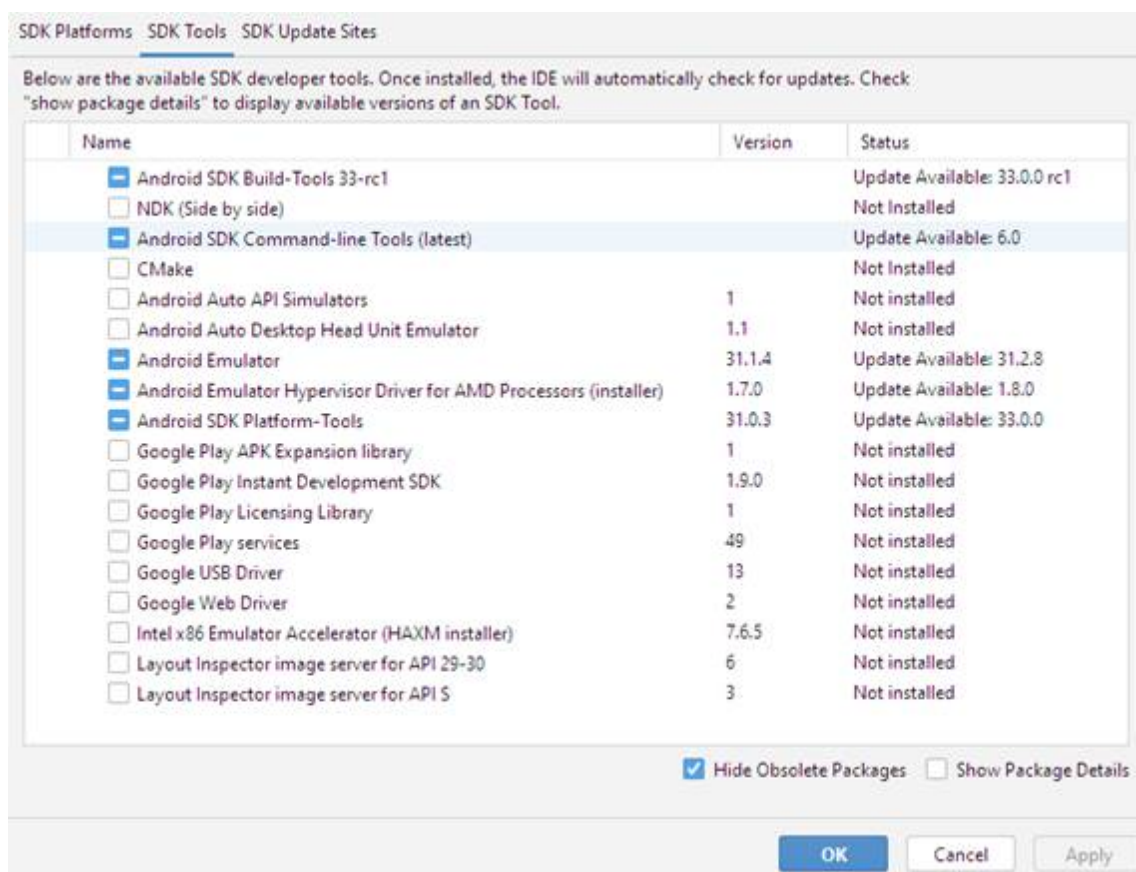 SDK Platforms SDK Tools SDK Update Sites
Below are the available SDK developer tools. Once installed, the IDE will automatically check for updates. Check
"show package details" to display available versions of an SDK Tool.
Name Version Status
Android SDK Build-Tools 33-rc1 Update Available: 33.0.0 rc1
NDK (Side by side) Not Installed
Android SDK Command-line Tools (latest) Update Available: 6.0
CMake Not Installed
Android Auto API Simulators 1 Not installed
Android Auto Desktop Head Unit Emulator 1.1 Not installed
Android Emulator 31.1.4 Update Available: 31.2.8
Android Emulator Hypervisor Driver for AMD Processors (installer) 1.7.0 Update Available: 1.8.0
Android SDK Platform-Tools 31.0.3 Update Available: 33.0.0
Google Play APK Expansion library 1 Not installed
Google Play Instant Development SDK 1.9.0 Not installed
Google Play Licensing Library 1 Not installed
Google Play services 49 Not installed
Google USB Driver 13 Not installed
Google Web Driver 2 Not installed
Intel x86 Emulator Accelerator (HAXM installer) 7.6.5 Not installed
Layout Inspector image server for API 29-30 6 Not installed
Layout Inspector image server for API S 3 Not installed
Hide Obsolete Packages Show Package Details
OK Cancel Apply